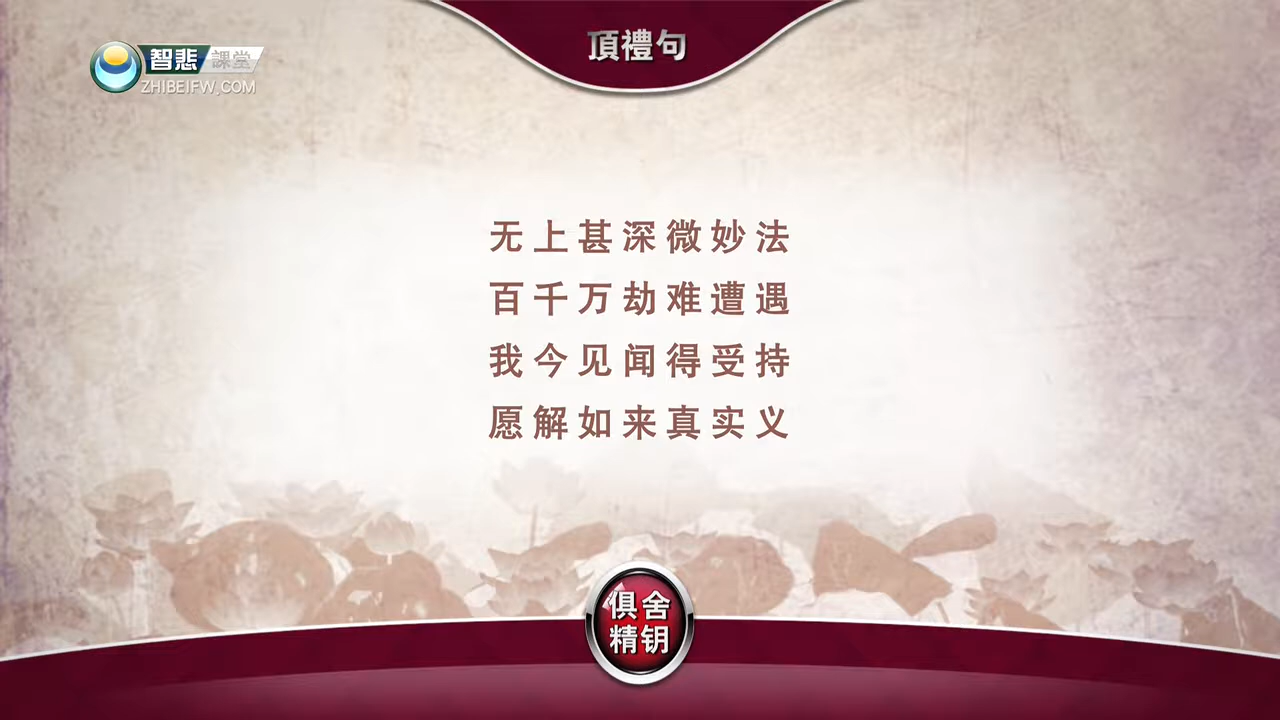 頂禮句
智悲課堂
ZHIBEIFW.COM
无上甚深微妙法
百千万劫难遭遇
我今见闻得受持
愿解如来真实义
俱舍
精钥